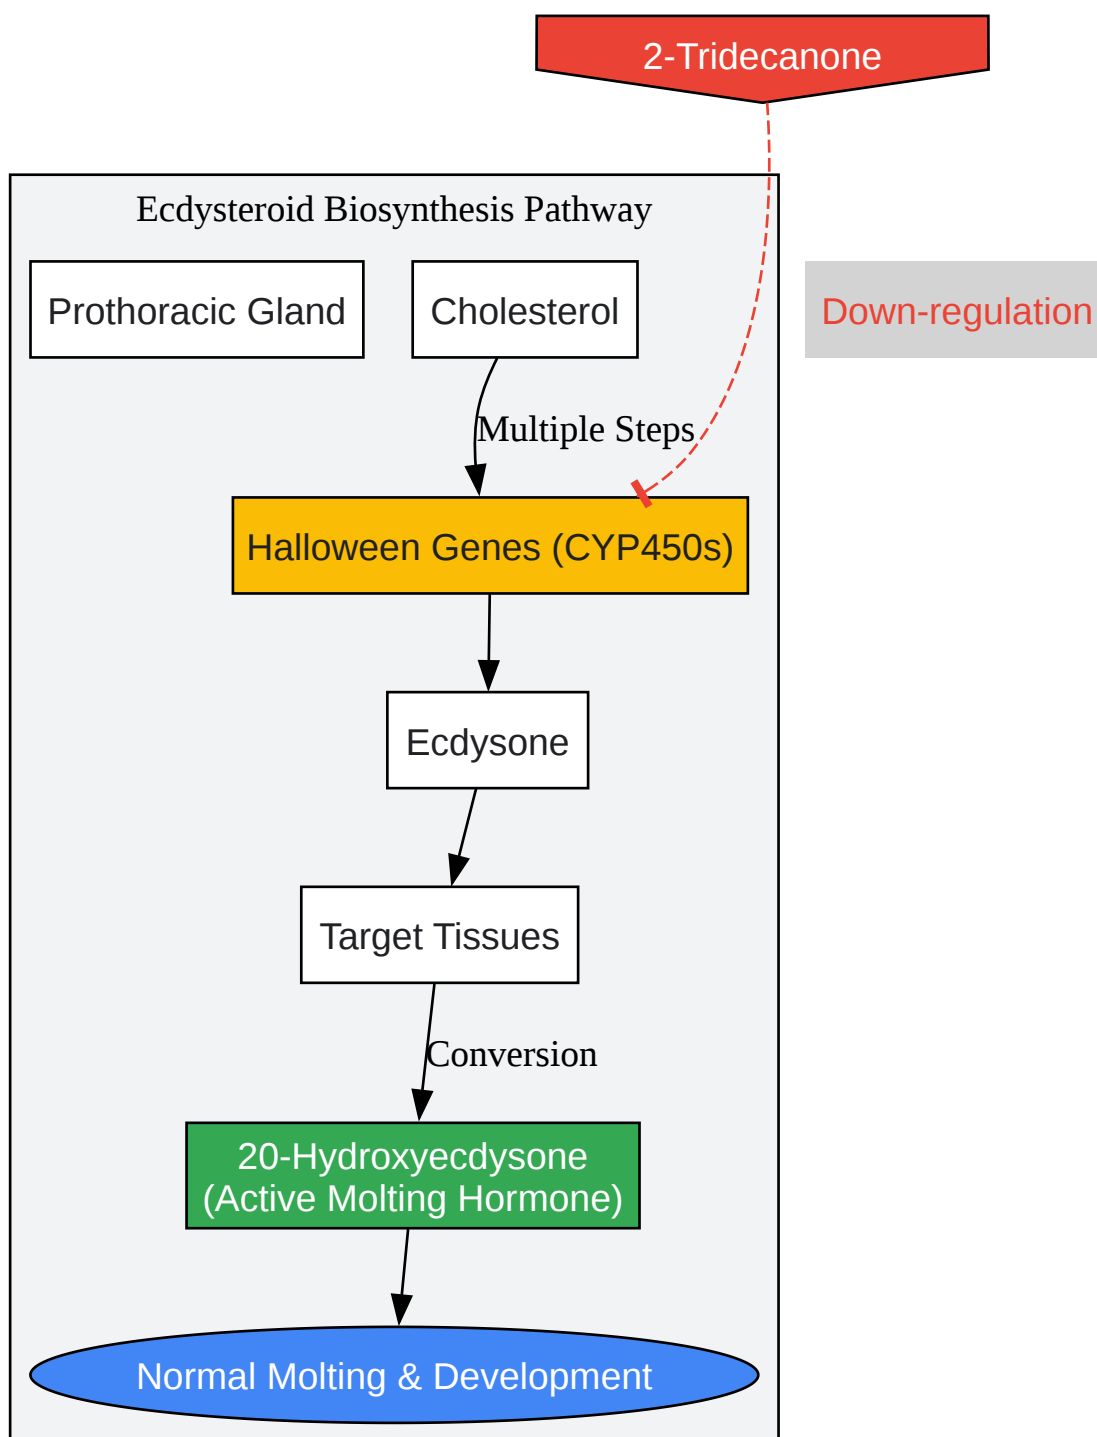 2-Tridecanone
Ecdysteroid Biosynthesis Pathway
Prothoracic Gland
Cholesterol
Down-regulation
Multiple Steps
Halloween Genes (CYP450s)
Ecdysone
Target Tissues
Conversion
20-Hydroxyecdysone
(Active Molting Hormone)
Normal Molting & Development